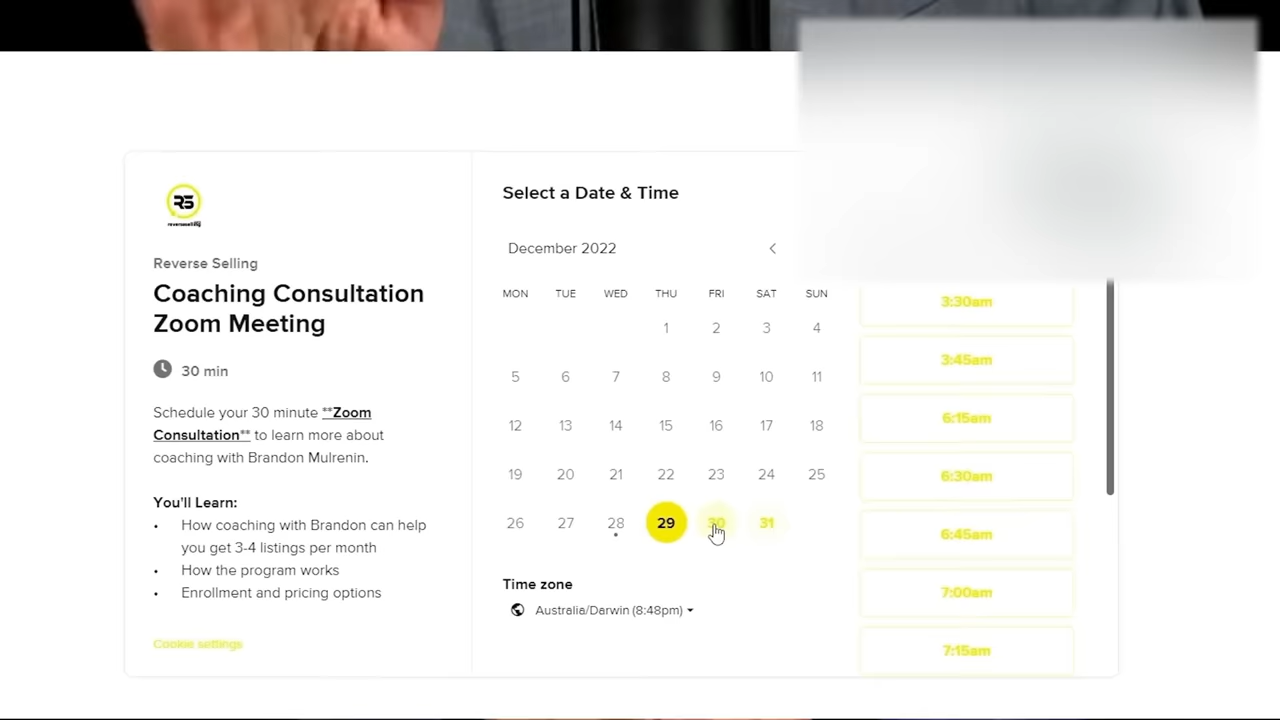 RS
reverseselling
Reverse Selling
Coaching Consultation
Zoom Meeting
30 min
Schedule your 30 minute **Zoom
Consultation** to learn more about
coaching with Brandon Mulrenin.
You'll Learn:
• How coaching with Brandon can help
you get 3-4 listings per month
• How the program works
• Enrollment and pricing options
Cookie settings
Select a Date & Time
December 2022
MON TUE WED THU FRI SAT SUN
1 2 3 4
5 6 7 8 9 10 11
12 13 14 15 16 17 18
19 20 21 22 23 24 25
26 27 28 29 30 31
Time zone
Australia/Darwin (8:48pm)
3:30am
3:45am
6:15am
6:30am
6:45am
7:00am
7:15am